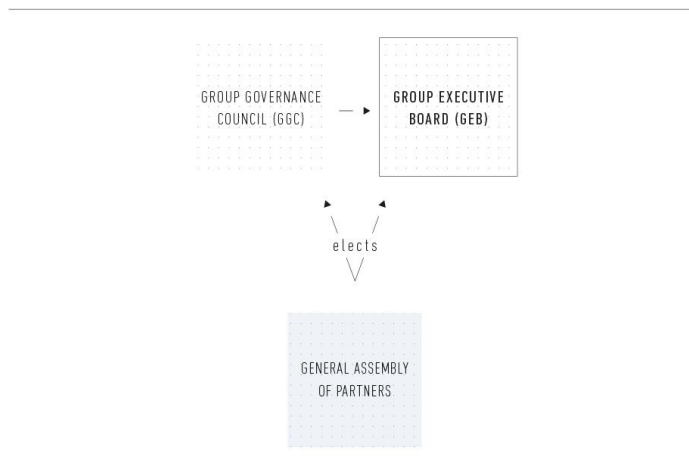 GROUP GOVERNANCE
COUNCIL (GGC)
GROUP EXECUTIVE
BOARD (GEB)
elects
GENERAL ASSEMBLY
OF PARTNERS